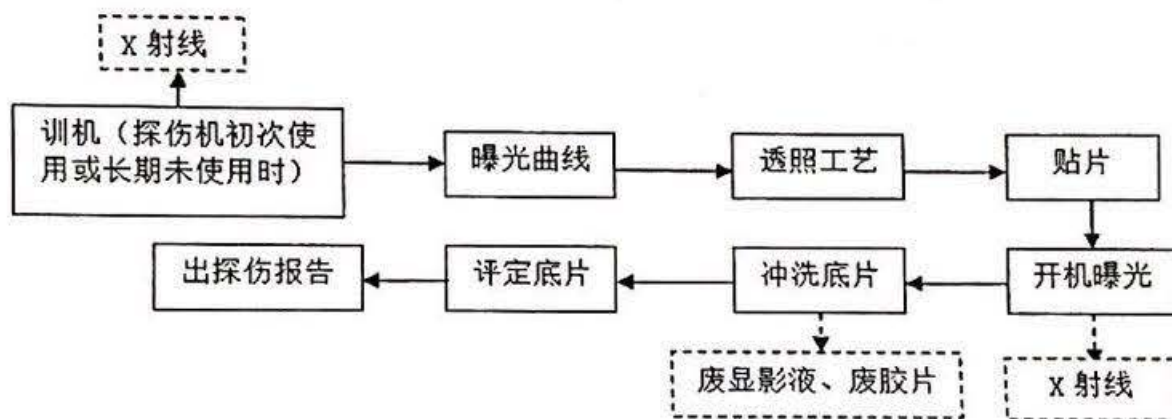 X 射线
训机（探伤机初次使
用或长期未使用时）
曝光曲线
透照工艺
贴片
出探伤报告
评定底片
冲洗底片
开机曝光
废显影液、废胶片
X 射线